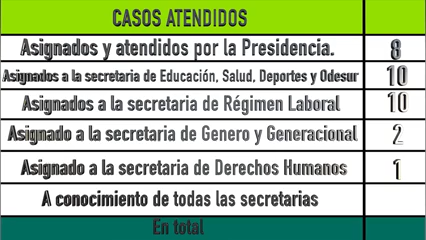 CASOS ATENDIDOS
Asignados y atendidos por la Presidencia. 8
Asignados a la secretaria de Educación, Salud, Deportes y Odesur 10
Asignados a la secretaria de Régimen Laboral 10
Asignado a la secretaria de Genero y Generacional 2
Asignado a la secretaria de Derechos Humanos 1
A conocimiento de todas las secretarias
En total